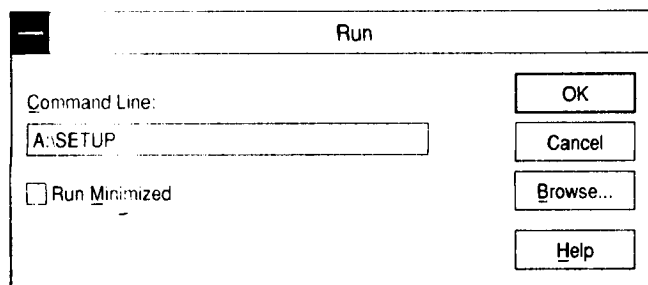 Run
Command Line:
A:\SETUP
Run Minimized
OK
Cancel
Browse...
Help